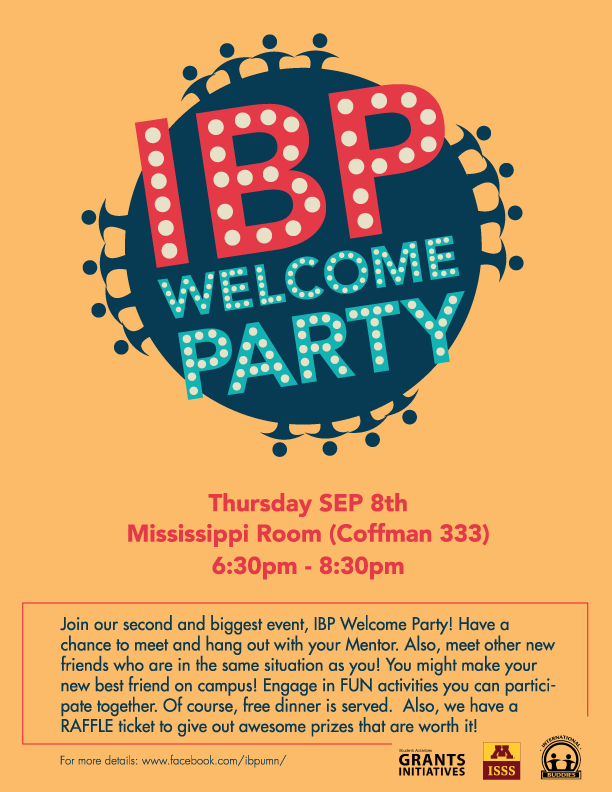 IBP
WELCOME
PARTY
Thursday SEP 8th
Mississippi Room (Coffman 333)
6:30pm - 8:30pm
Join our second and biggest event, IBP Welcome Party! Have a
chance to meet and hang out with your Mentor. Also, meet other new
friends who are in the same situation as you! You might make your
new best friend on campus! Engage in FUN activities you can partici-
pate together. Of course, free dinner is served.  Also, we have a
RAFFLE ticket to give out awesome prizes that are worth it!
For more details: www.facebook.com/ibpumn/
Student Activities
GRANTS
INITIATIVES
M
ISSS
INTERNATIONAL
BUDDIES